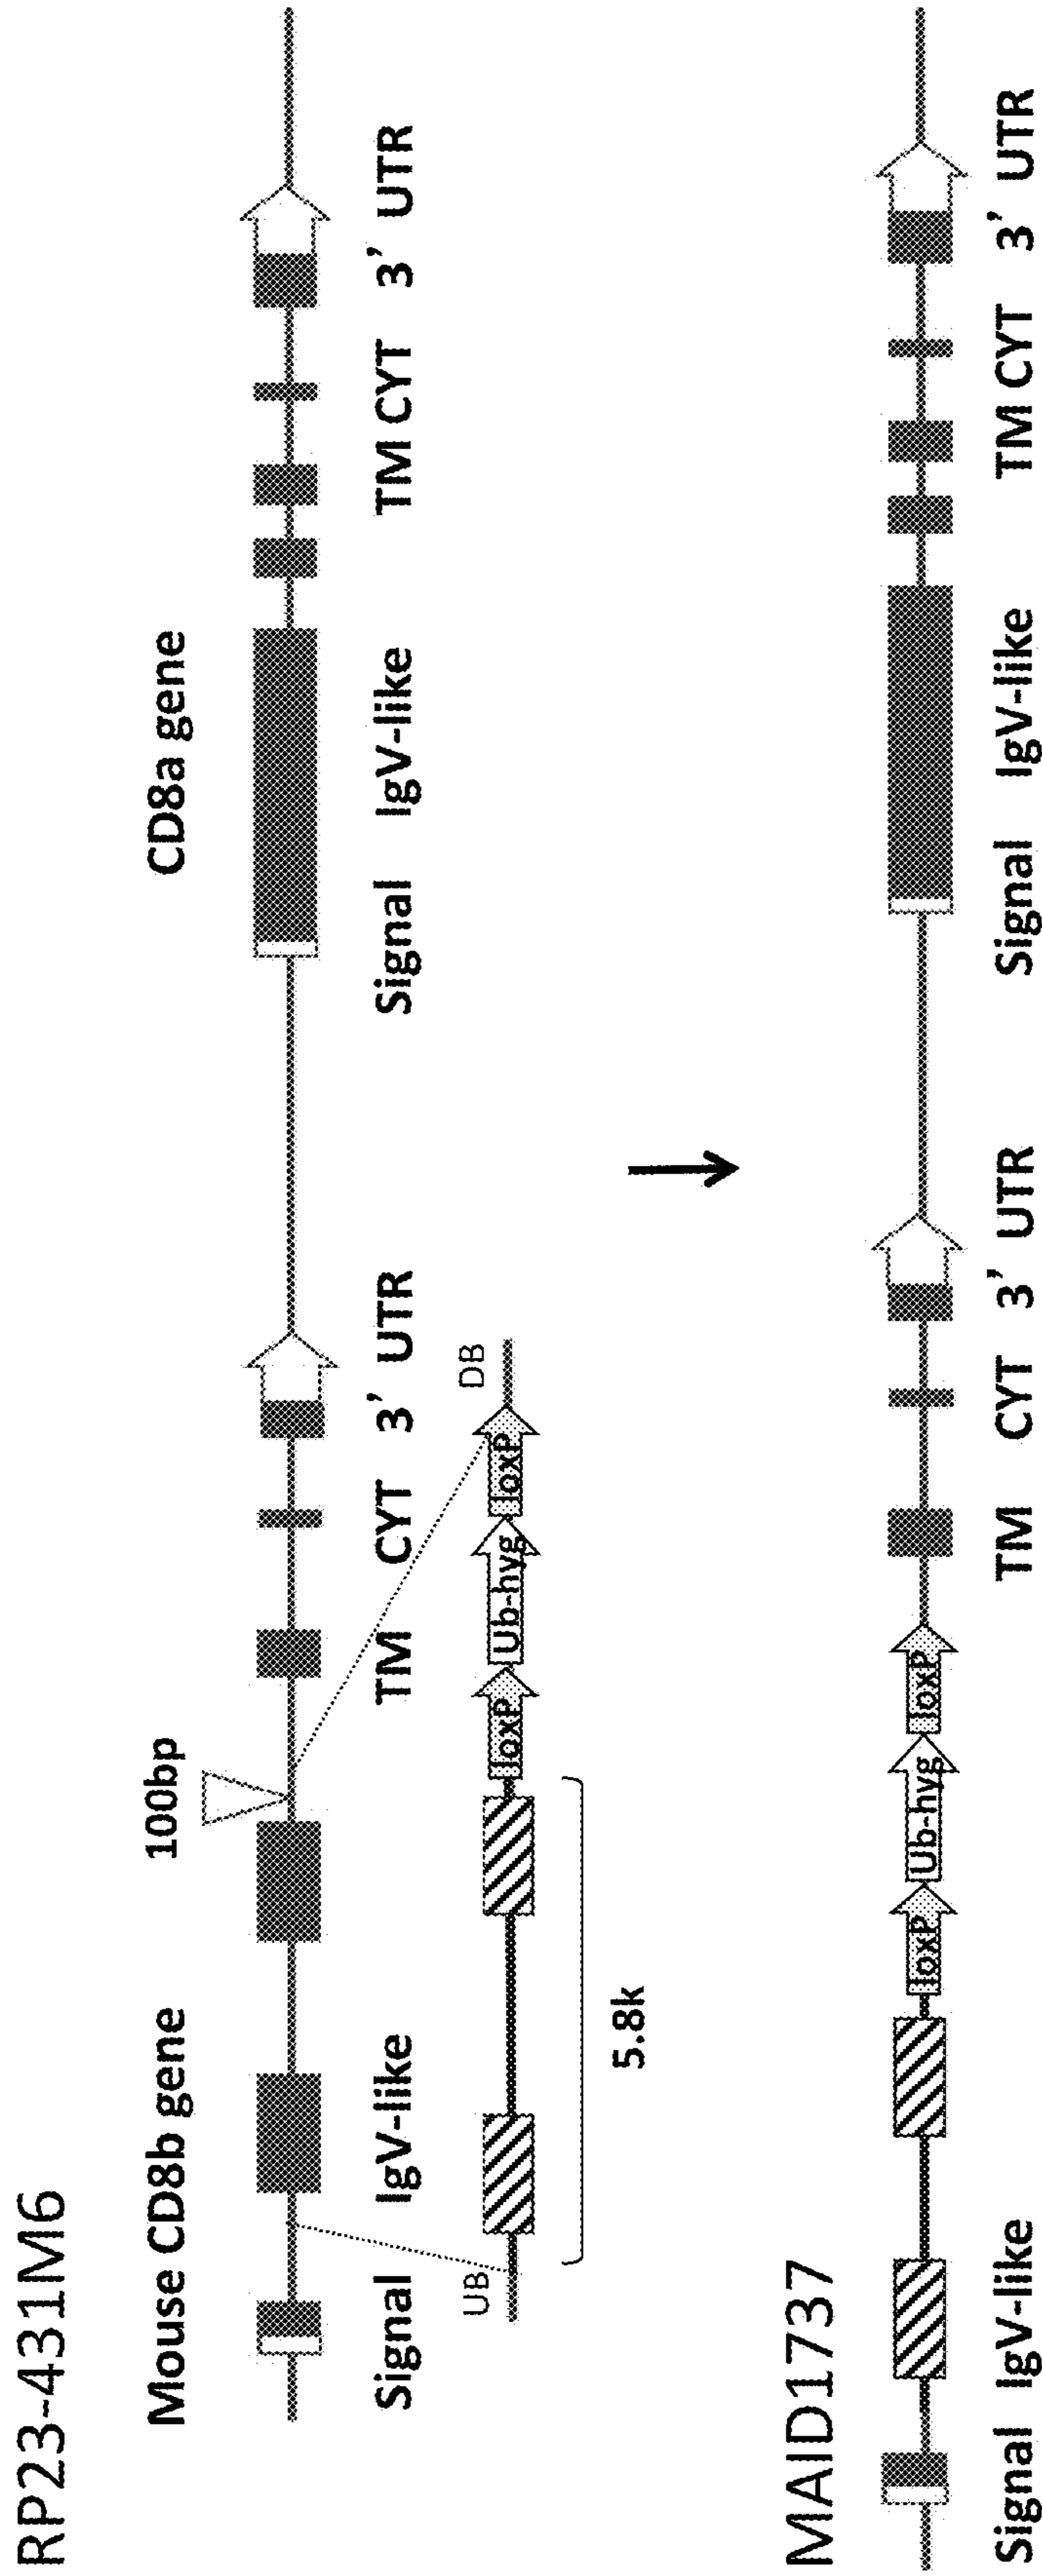 RP23-431M6
Mouse CD8b gene
100bp
CD8a gene
Signal IgV-like TM CYT 3' UTR Signal IgV-like TM CYT 3' UTR
UB loxP Ub-hyg loxP DB
5.8k
MAID1737
loxP Ub-hyg loxP
Signal IgV-like TM CYT 3' UTR Signal IgV-like TM CYT 3' UTR